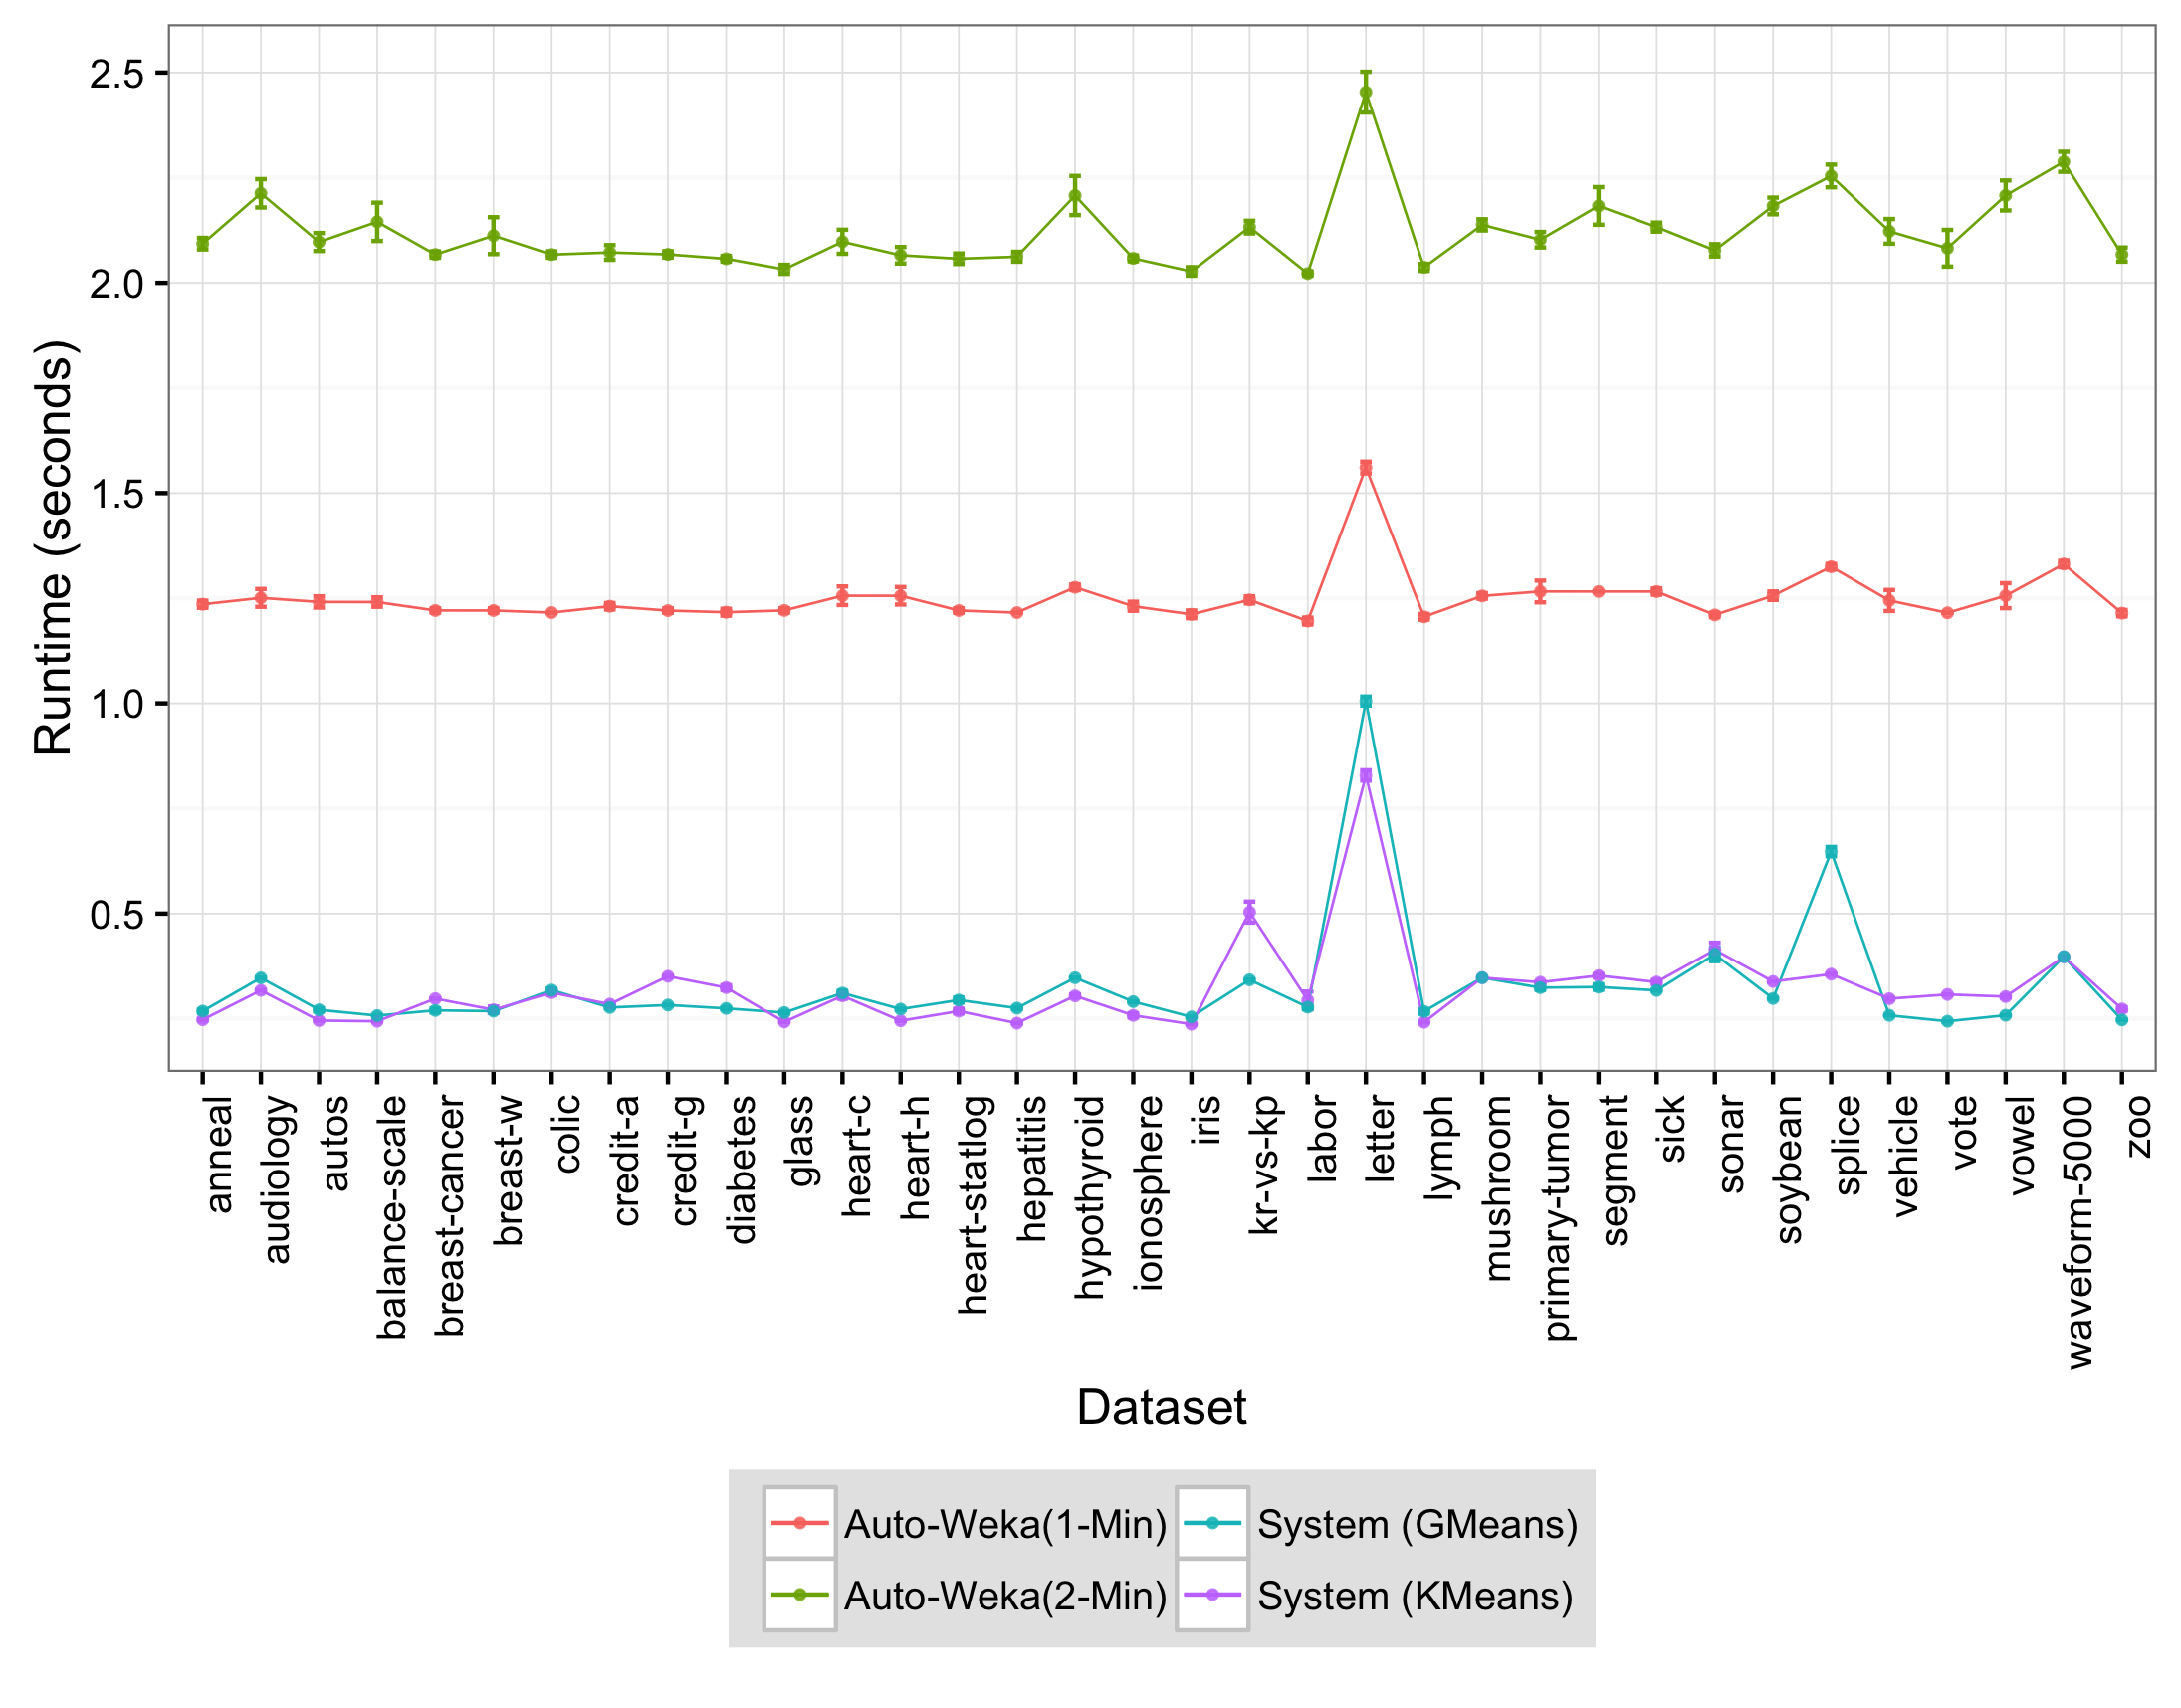 2.5
2.0
1.5
1.0
0.5
Runtime (seconds)
anneal
audiology
autos
balance-scale
breast-cancer
breast-w
colic
credit-a
credit-g
diabetes
glass
heart-c
heart-h
heart-statlog
hepatitis
hypothyroid
ionosphere
iris
kr-vs-kp
labor
letter
lymph
mushroom
primary-tumor
segment
sick
sonar
soybean
splice
vehicle
vote
vowel
waveform-5000
zoo
Dataset
Auto-Weka(1-Min) System (GMeans)
Auto-Weka(2-Min) System (KMeans)